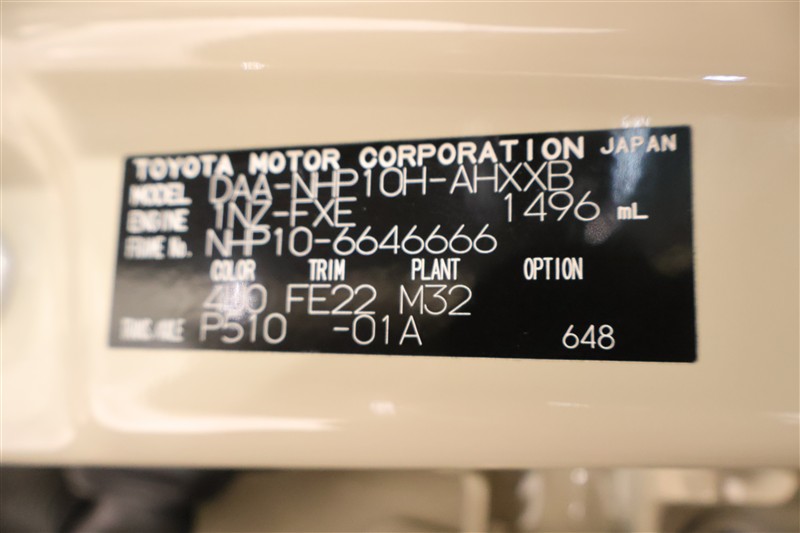 TOYOTA MOTOR CORPORATION JAPAN
MODEL DAA-NHP10H-AHXXB
ENGINE 1NZ-FXE 1496 mL
FRAME No. NHP10-6646666
COLOR TRIM PLANT OPTION
FE22 M32
TRANS. AXLE P510 -01A 648